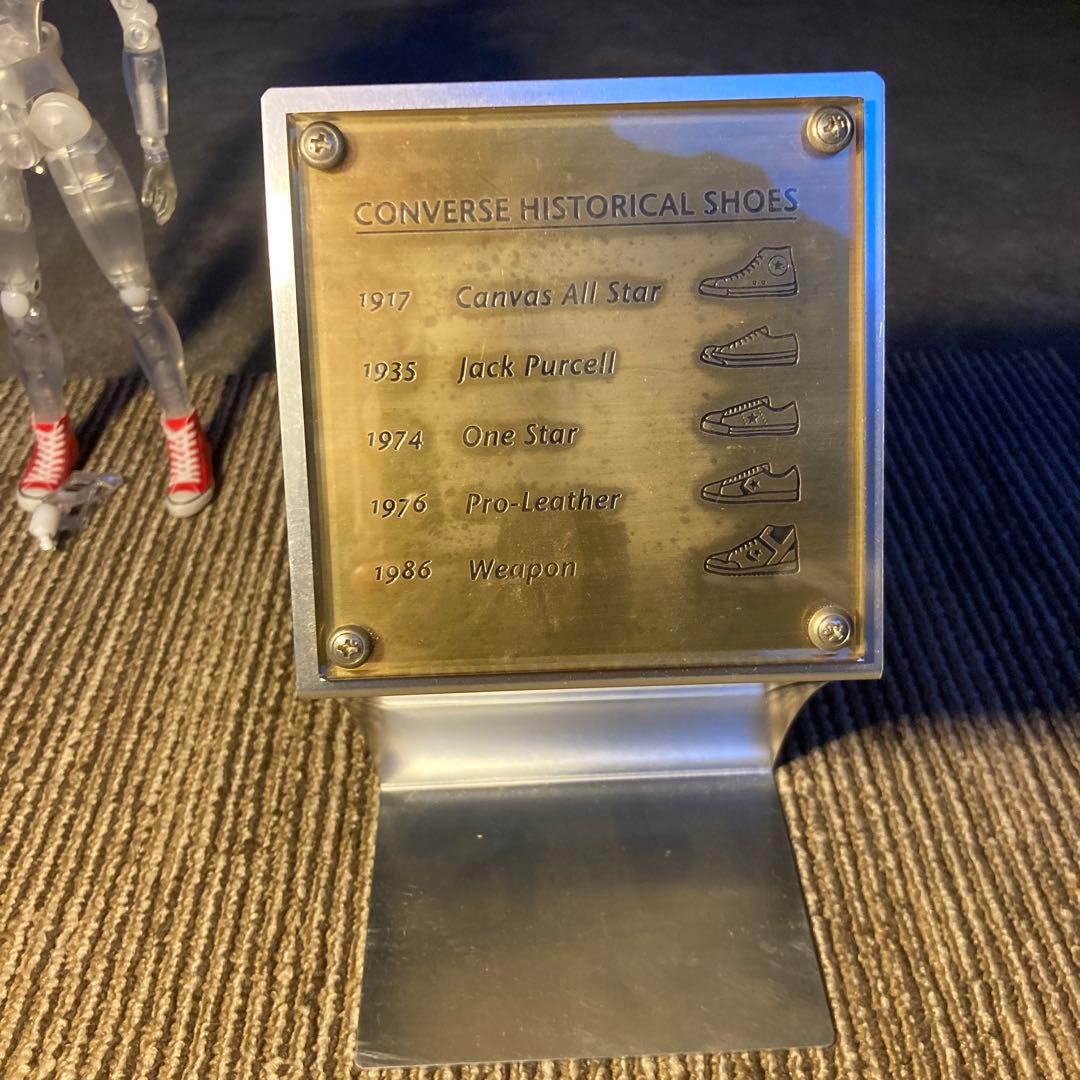 CONVERSE HISTORICAL SHOES
1917 Canvas All Star
1935 Jack Purcell
1974 One Star
1976 Pro-Leather
1986 Weapon